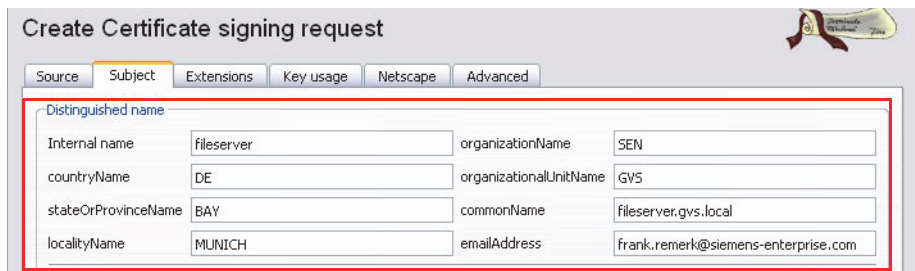 Create Certificate signing request
Source Subject Extensions Key usage Netscape Advanced
Distinguished name
Internal name fileserver organizationName SEN
countryName DE organizationalUnitName GVS
stateOrProvinceName BAY commonName fileserver.gvs.local
localityName MUNICH emailAddress frank.remerk@siemens-enterprise.com